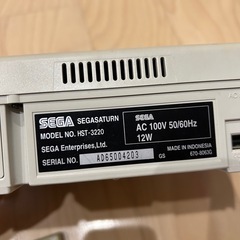 SEGA SEGASATURN
MODEL NO. HST-3220
SEGA Enterprises,Ltd.
SERIAL NO. AD65004203
SEGA
AC 100V 50/60Hz
12W
MADE IN INDONESIA
GS 670-8063G